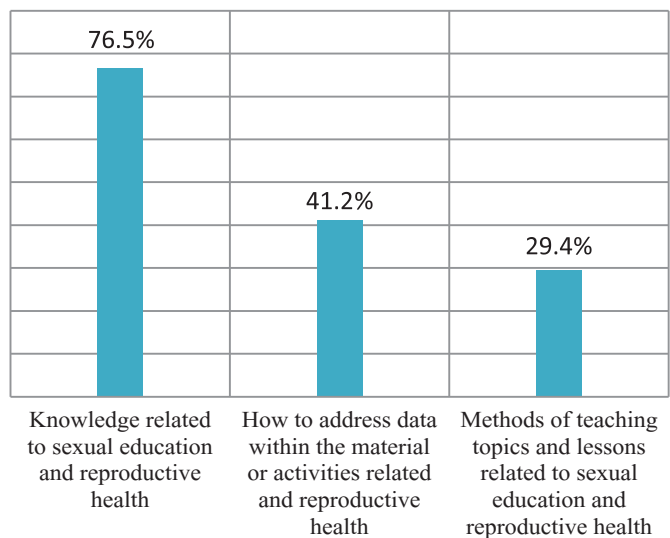 76.5%
41.2%
29.4%
Knowledge related
to sexual education
and reproductive
health
How to address data
within the material
or activities related
and reproductive
health
Methods of teaching
topics and lessons
related to sexual
education and
reproductive health